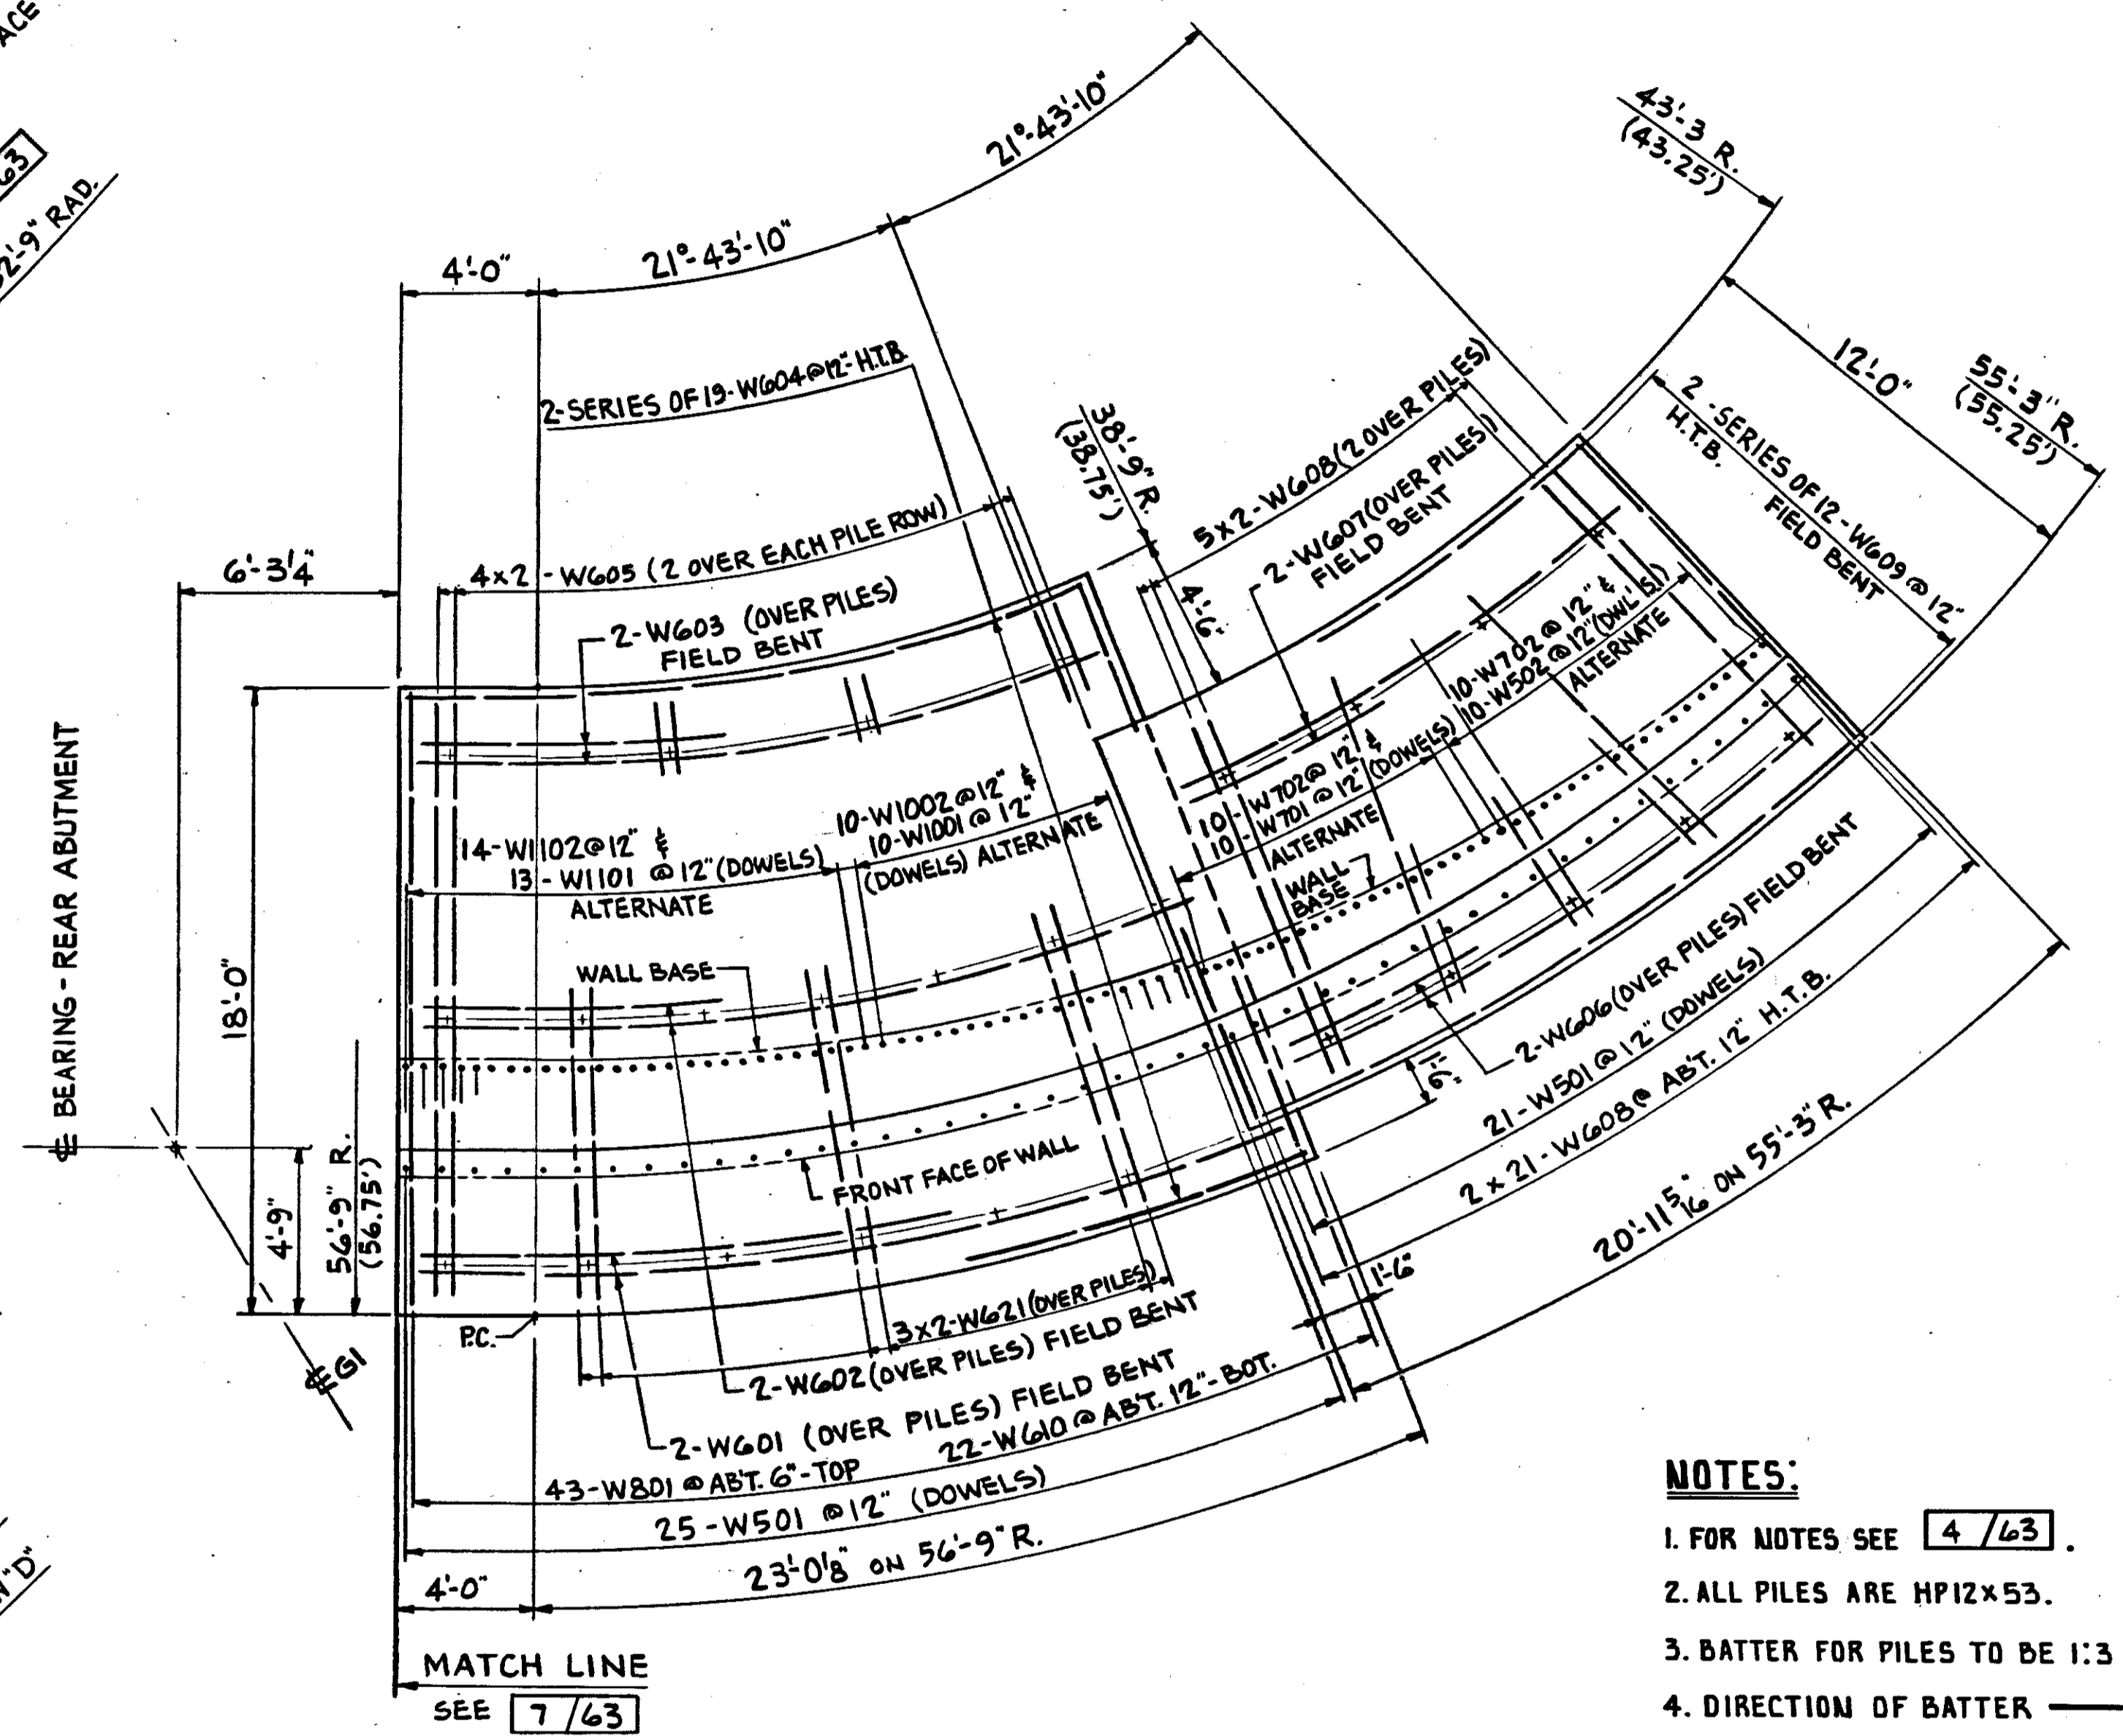 ACE
63
32'-9" RAD.
21°-43'-10"
21°-43'-10"
4'-0"
43'-3 R.
(43.25')
12'-0"
55'-3" R.
(55.25')
2-SERIES OF 19-W604@12"-H.T.B.
38'-9" R.
(38.75')
4'-6"
5x2-W608(2 OVER PILES)
2-W607(OVER PILES)
FIELD BENT
2-SERIES OF 12-W609@12"
H.T.B.
FIELD BENT
6'-3¼"
4x2-W605 (2 OVER EACH PILE ROW)
2-W603 (OVER PILES)
FIELD BENT
10-W702@12" &
10-W502@12"(DWL'S)
ALTERNATE
10-W702@12" &
10-W701@12" (DOWELS)
ALTERNATE
WALL
BASE
10-W1002@12" &
10-W1001@12"
(DOWELS) ALTERNATE
14-W1102@12" &
13-W1101 @12"(DOWELS)
ALTERNATE
℄ BEARING-REAR ABUTMENT
18'-0"
WALL BASE
2-W606(OVER PILES)FIELD BENT
21-W501@12" (DOWELS)
2x21-W608@ ABT. 12" H.T.B.
20'-11 5/16" ON 55'-3" R.
1'-6"
FRONT FACE OF WALL
4'-9"
56'-9" R.
(56.75')
P.C.
℄ G1
3x2-W621(OVER PILES)
2-W602(OVER PILES) FIELD BENT
2-W601 (OVER PILES) FIELD BENT
1'-6"
43-W801 @ ABT. 6"-TOP
22-W610@ABT. 12"-BOT.
25-W501 @12" (DOWELS)
23'-0⅛" ON 56'-9" R.
4'-0"
MATCH LINE
SEE 7/63
"D"
NOTES:
1. FOR NOTES SEE 4/63.
2. ALL PILES ARE HP12x53.
3. BATTER FOR PILES TO BE 1:3
4. DIRECTION OF BATTER